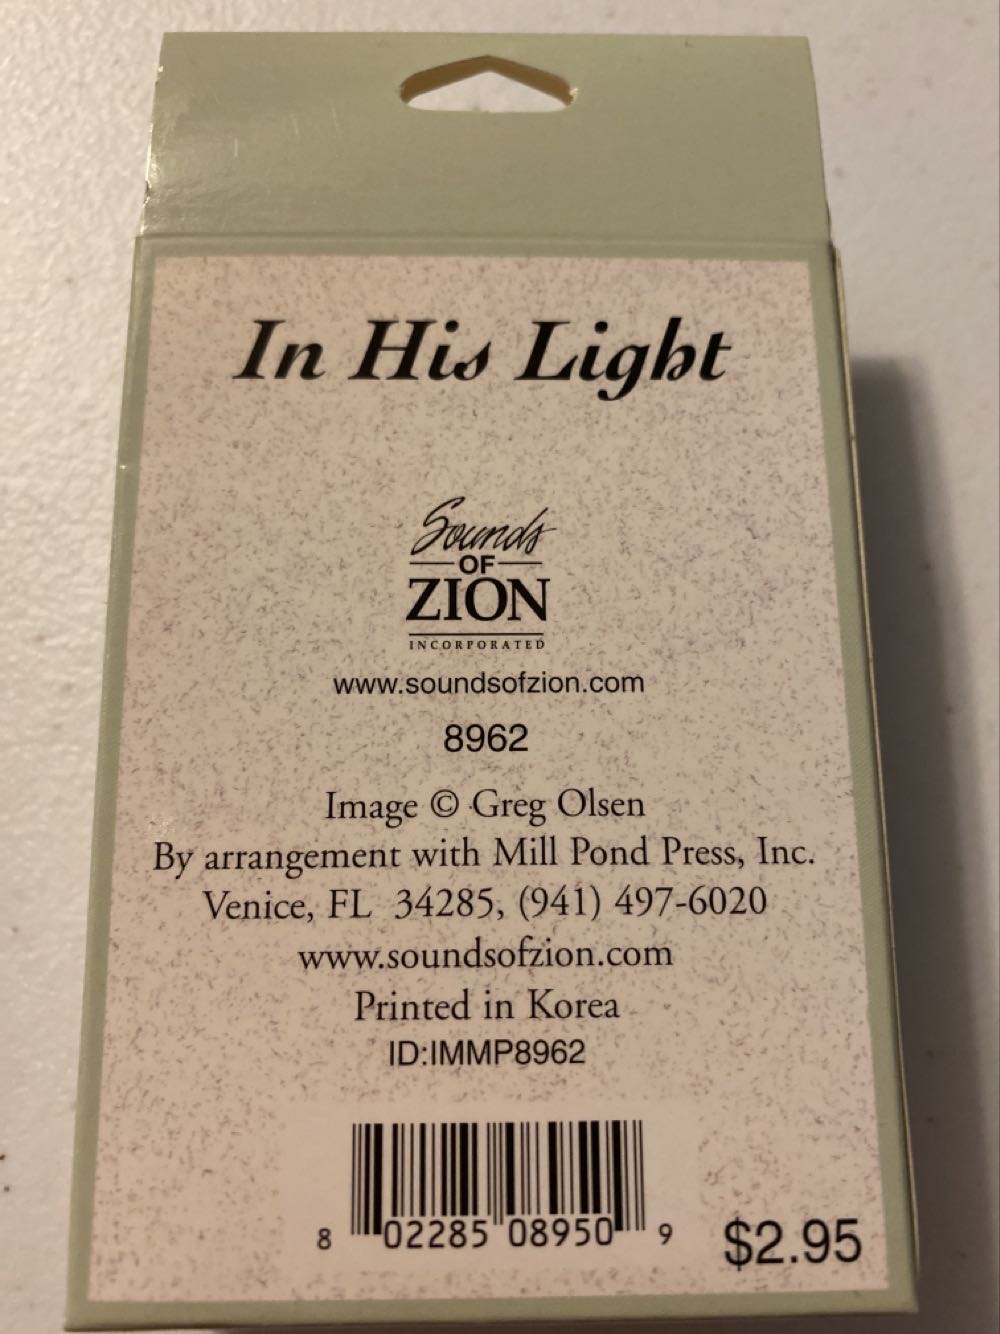 In His Light
Sounds
OF
ZION
INCORPORATED
www.soundsofzion.com
8962
Image © Greg Olsen
By arrangement with Mill Pond Press, Inc.
Venice, FL 34285, (941) 497-6020
www.soundsofzion.com
Printed in Korea
ID:IMMP8962
8 02285 08950 9
$2.95